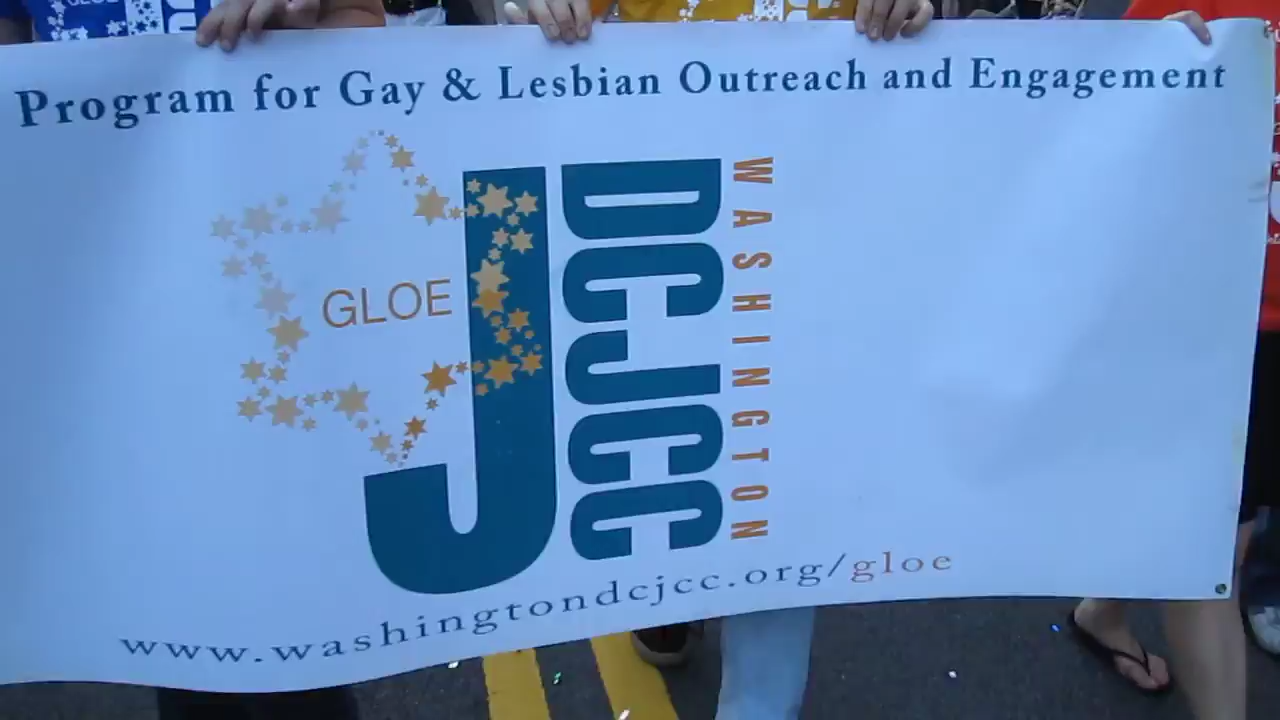 Program for Gay & Lesbian Outreach and Engagement
GLOE
J
DCJCC
WASHINGTON
www.washingtondcjcc.org/gloe